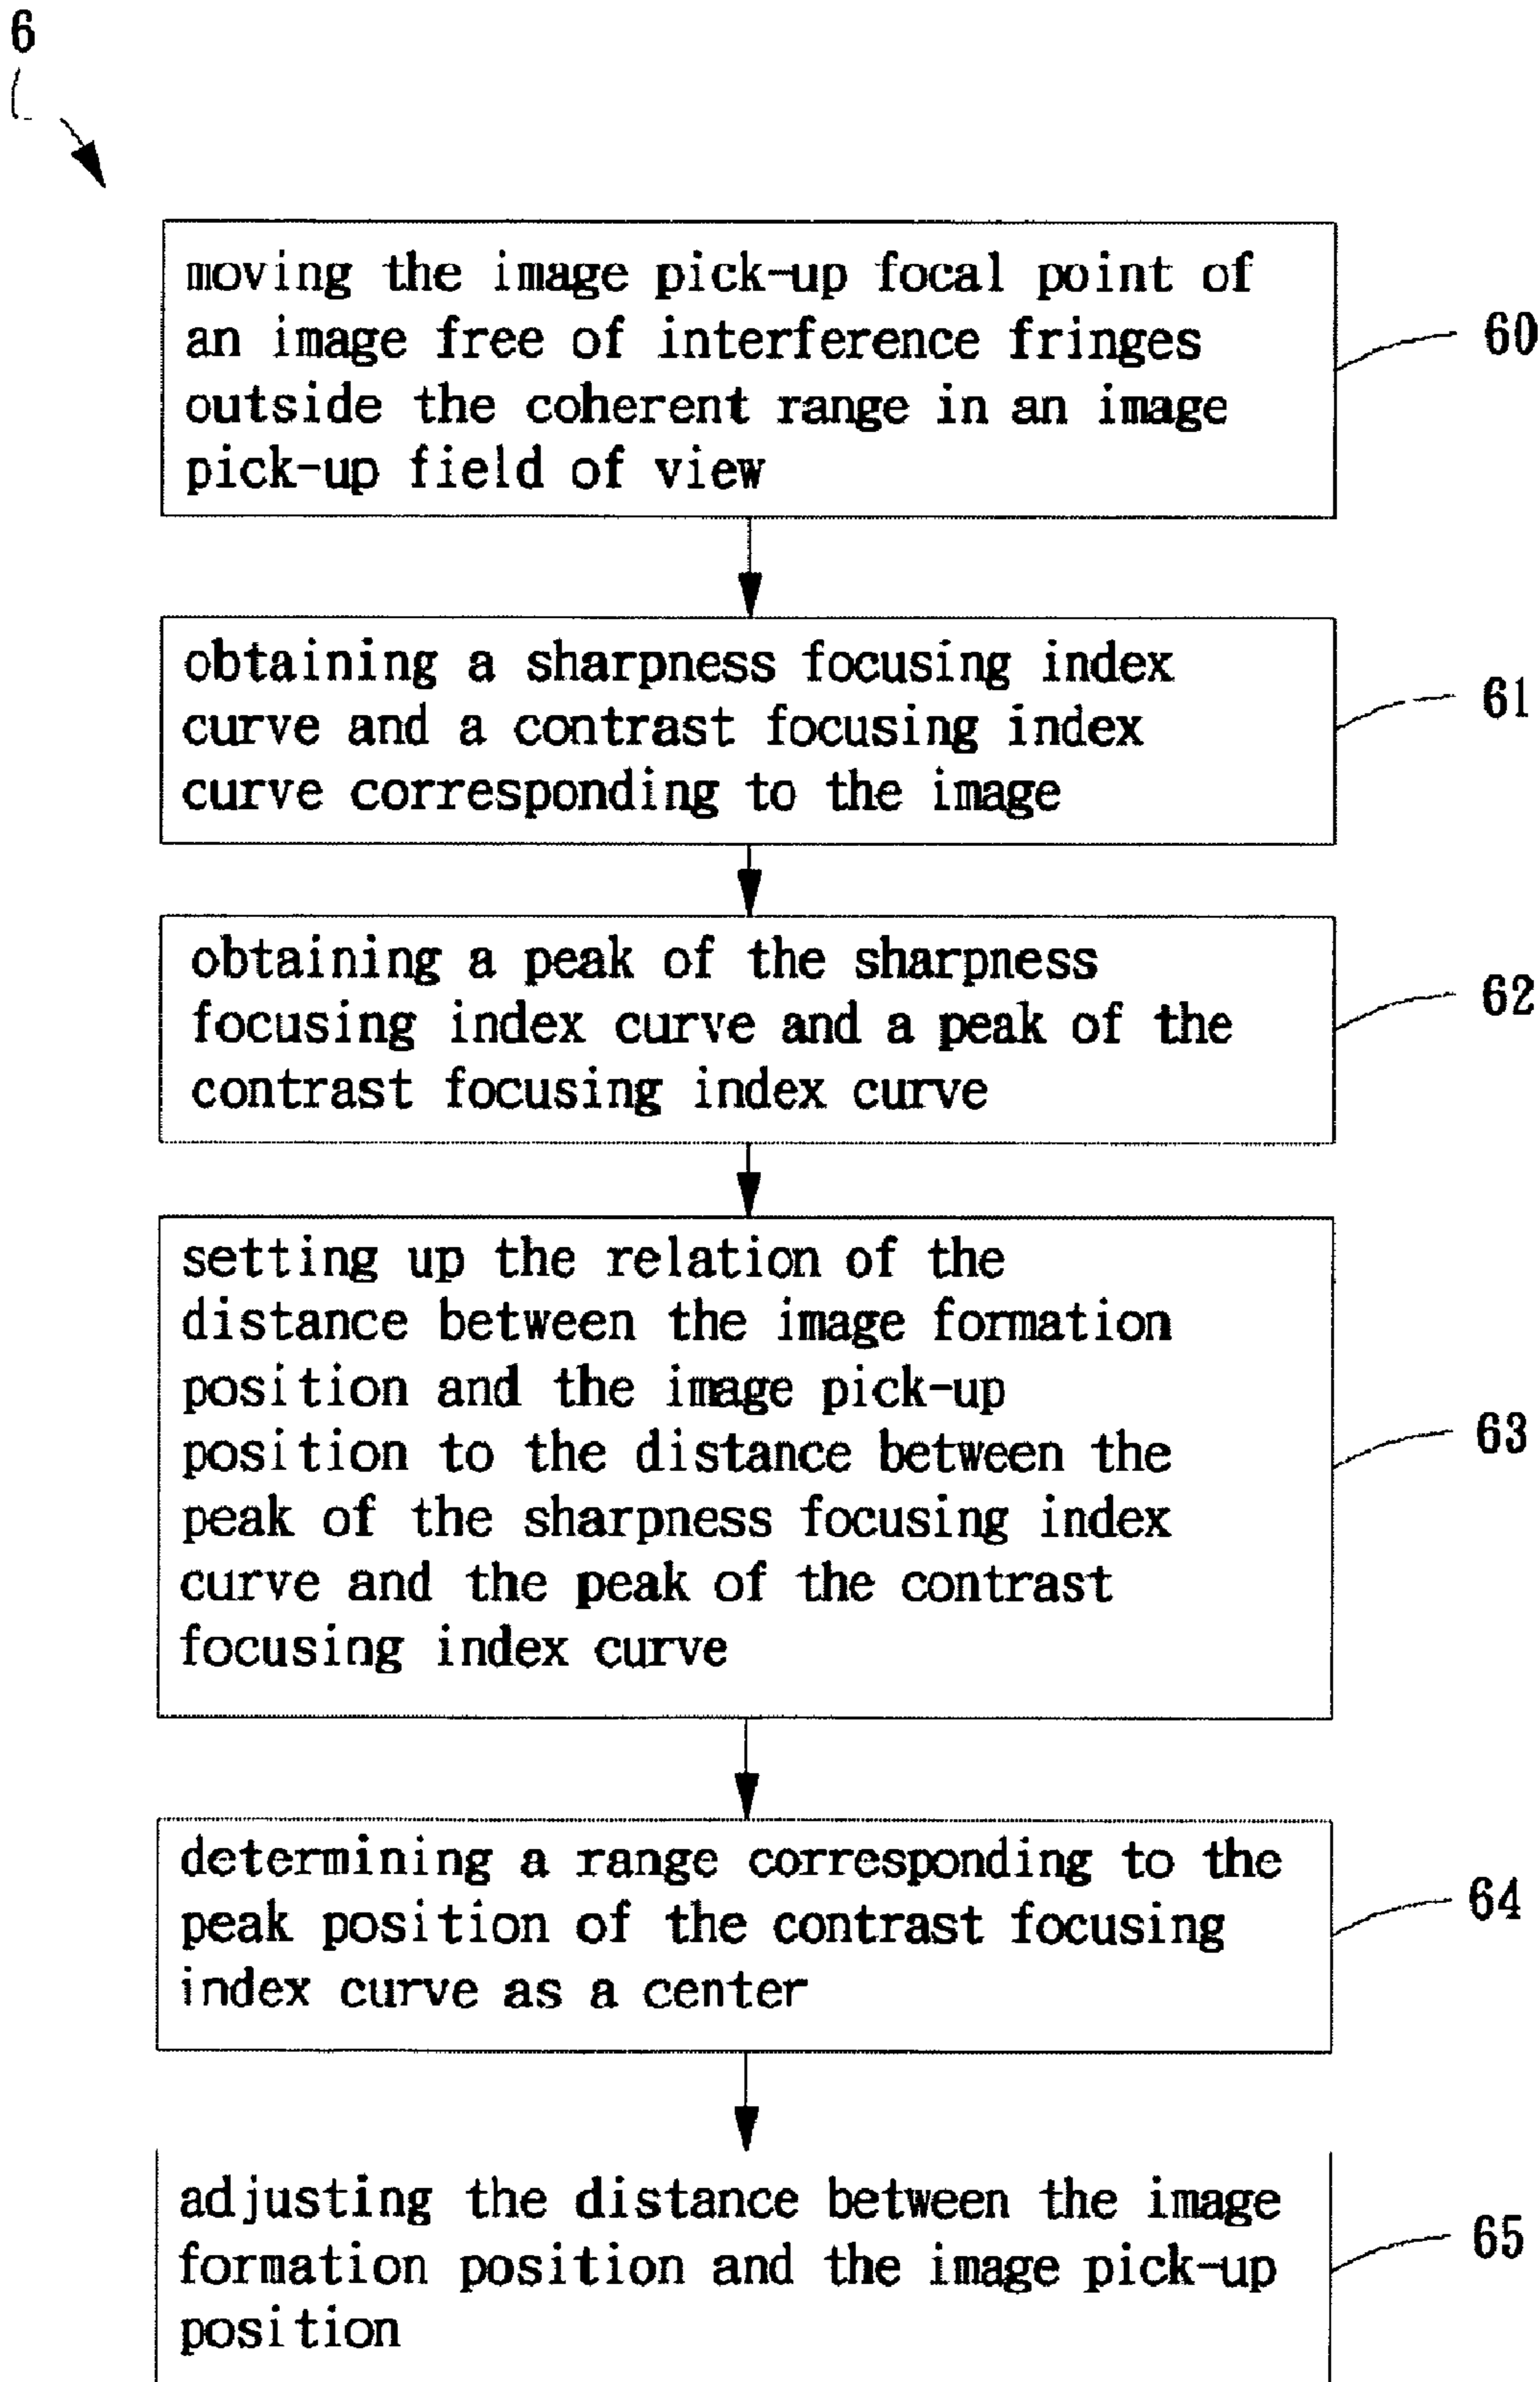 6
moving the image pick-up focal point of
an image free of interference fringes
outside the coherent range in an image
pick-up field of view
60
obtaining a sharpness focusing index
curve and a contrast focusing index
curve corresponding to the image
61
obtaining a peak of the sharpness
focusing index curve and a peak of the
contrast focusing index curve
62
setting up the relation of the
distance between the image formation
position and the image pick-up
position to the distance between the
peak of the sharpness focusing index
curve and the peak of the contrast
focusing index curve
63
determining a range corresponding to the
peak position of the contrast focusing
index curve as a center
64
adjusting the distance between the image
formation position and the image pick-up
position
65